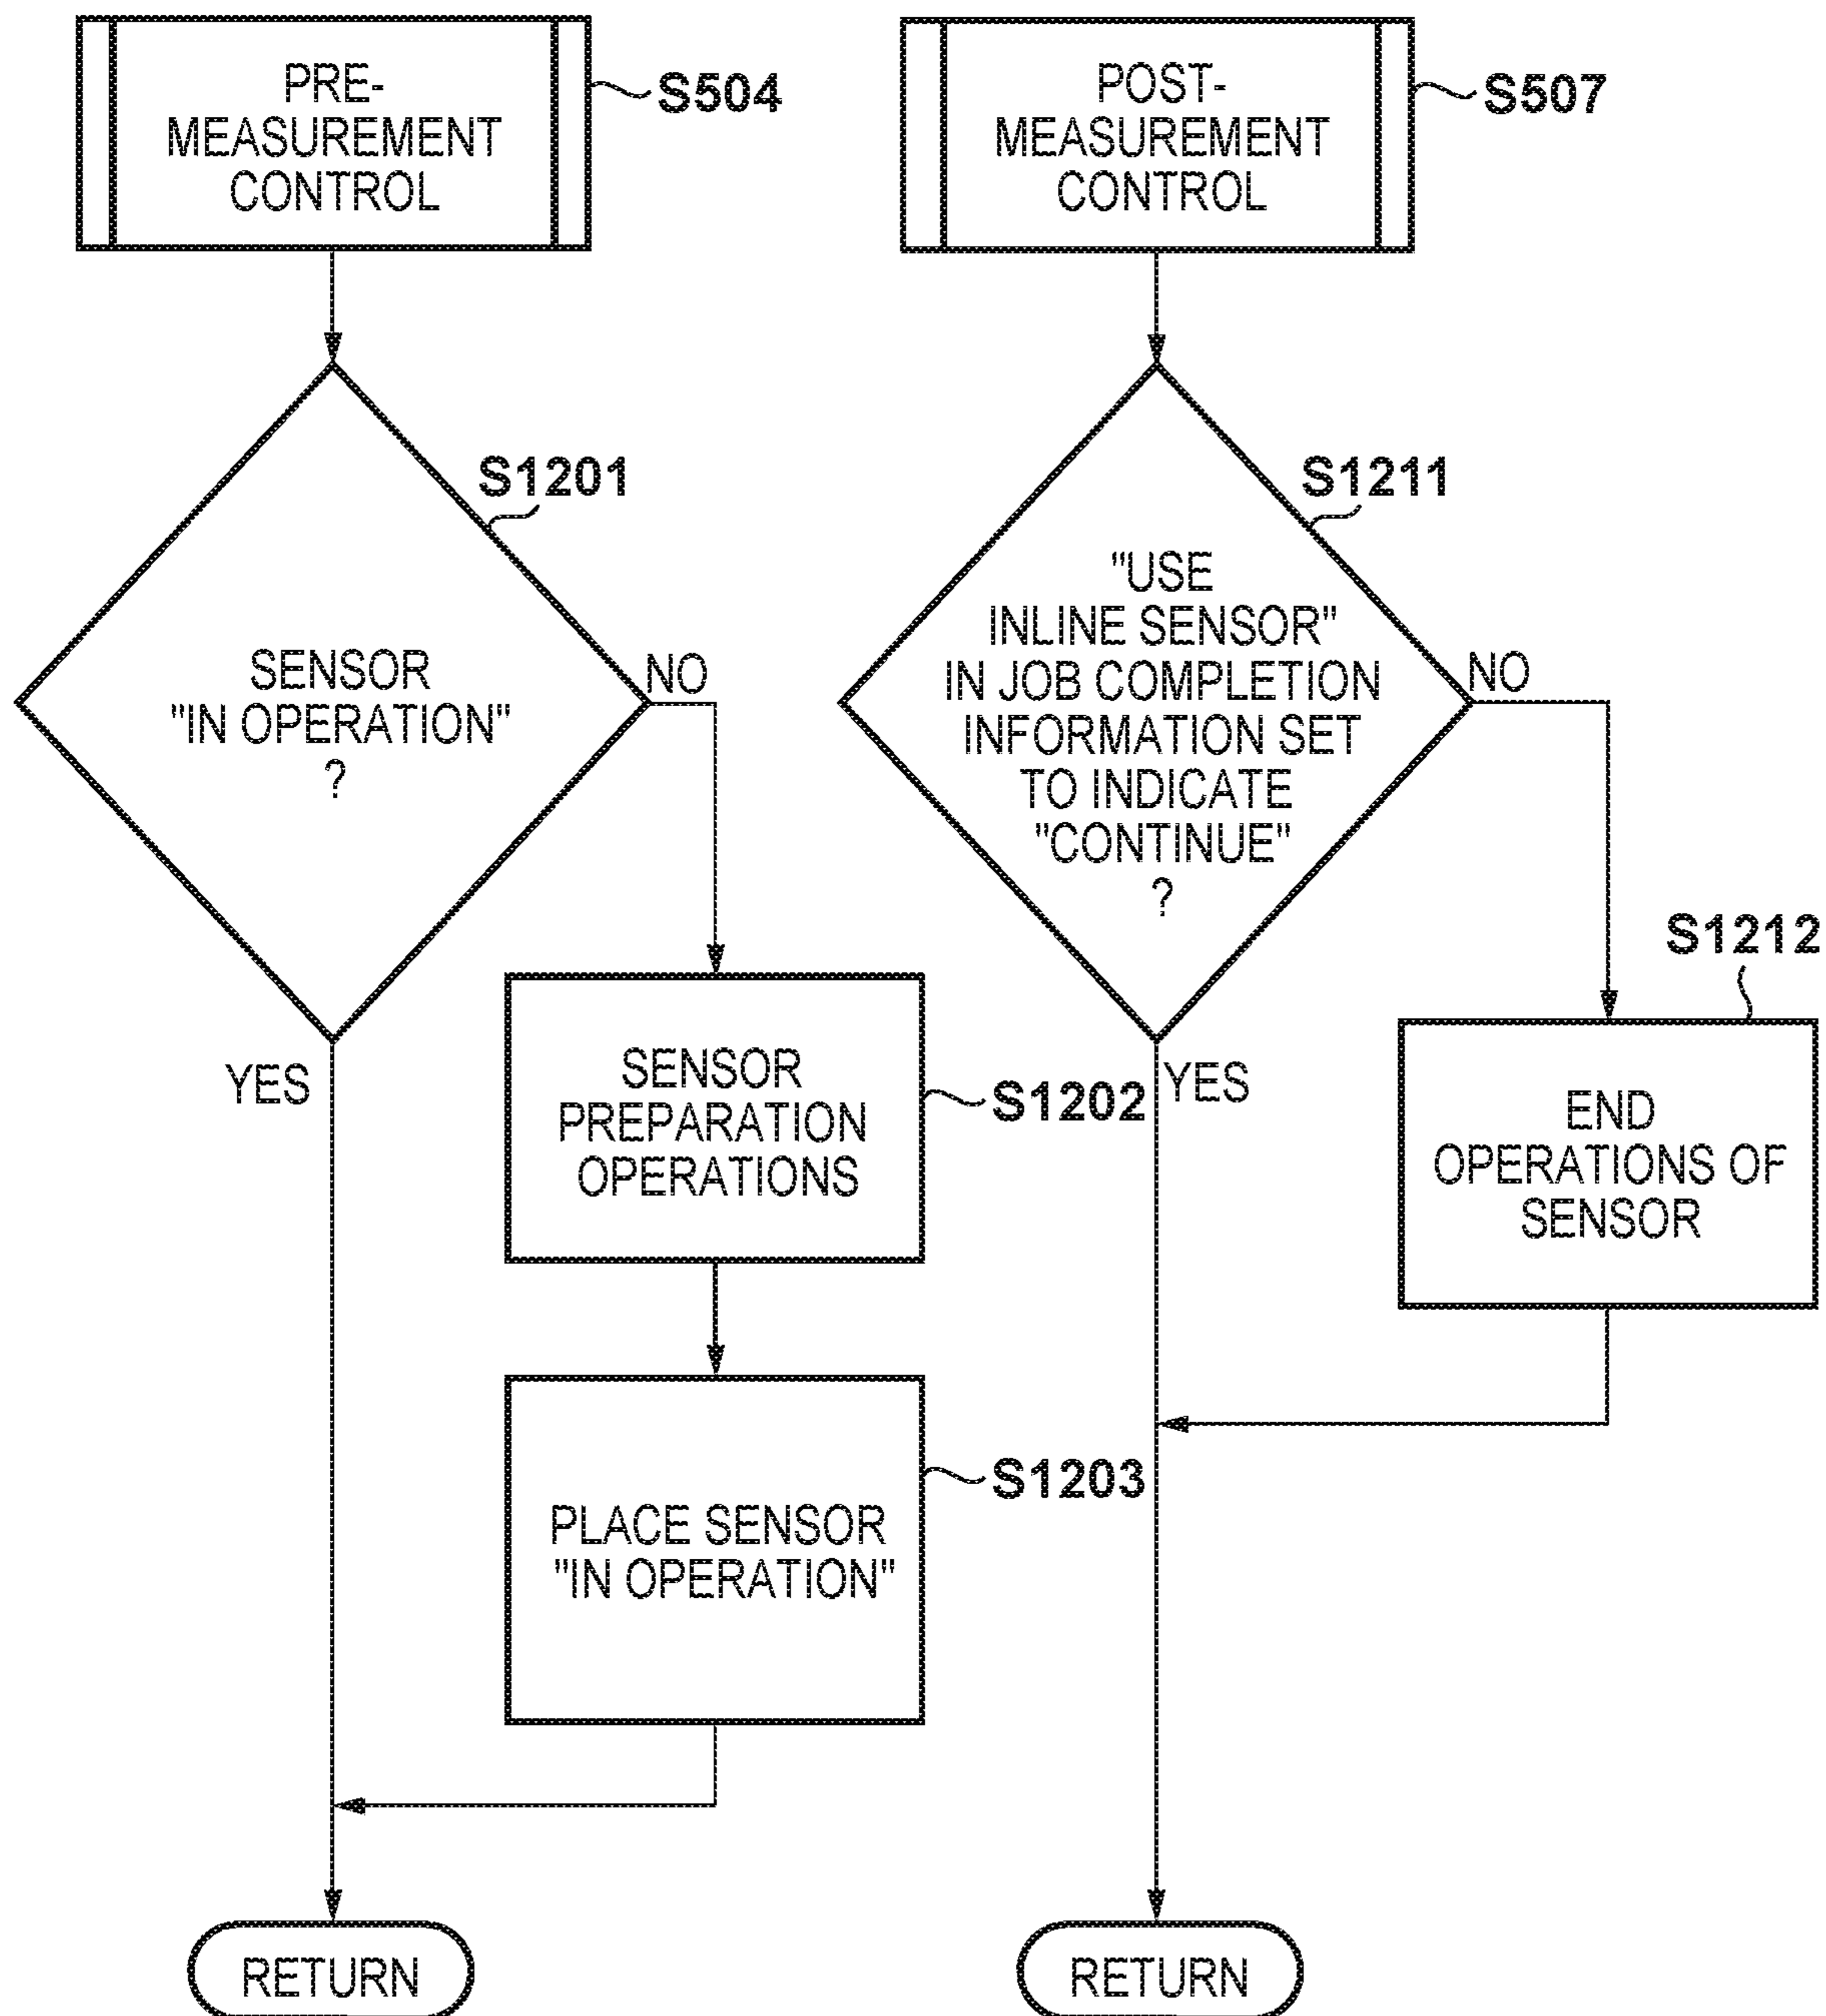 PRE-
MEASUREMENT
CONTROL
S504
S1201
SENSOR
"IN OPERATION"
?
NO
YES
SENSOR
PREPARATION
OPERATIONS
S1202
PLACE SENSOR
"IN OPERATION"
S1203
RETURN
POST-
MEASUREMENT
CONTROL
S507
S1211
"USE
INLINE SENSOR"
IN JOB COMPLETION
INFORMATION SET
TO INDICATE
"CONTINUE"
?
NO
YES
S1212
END
OPERATIONS OF
SENSOR
RETURN